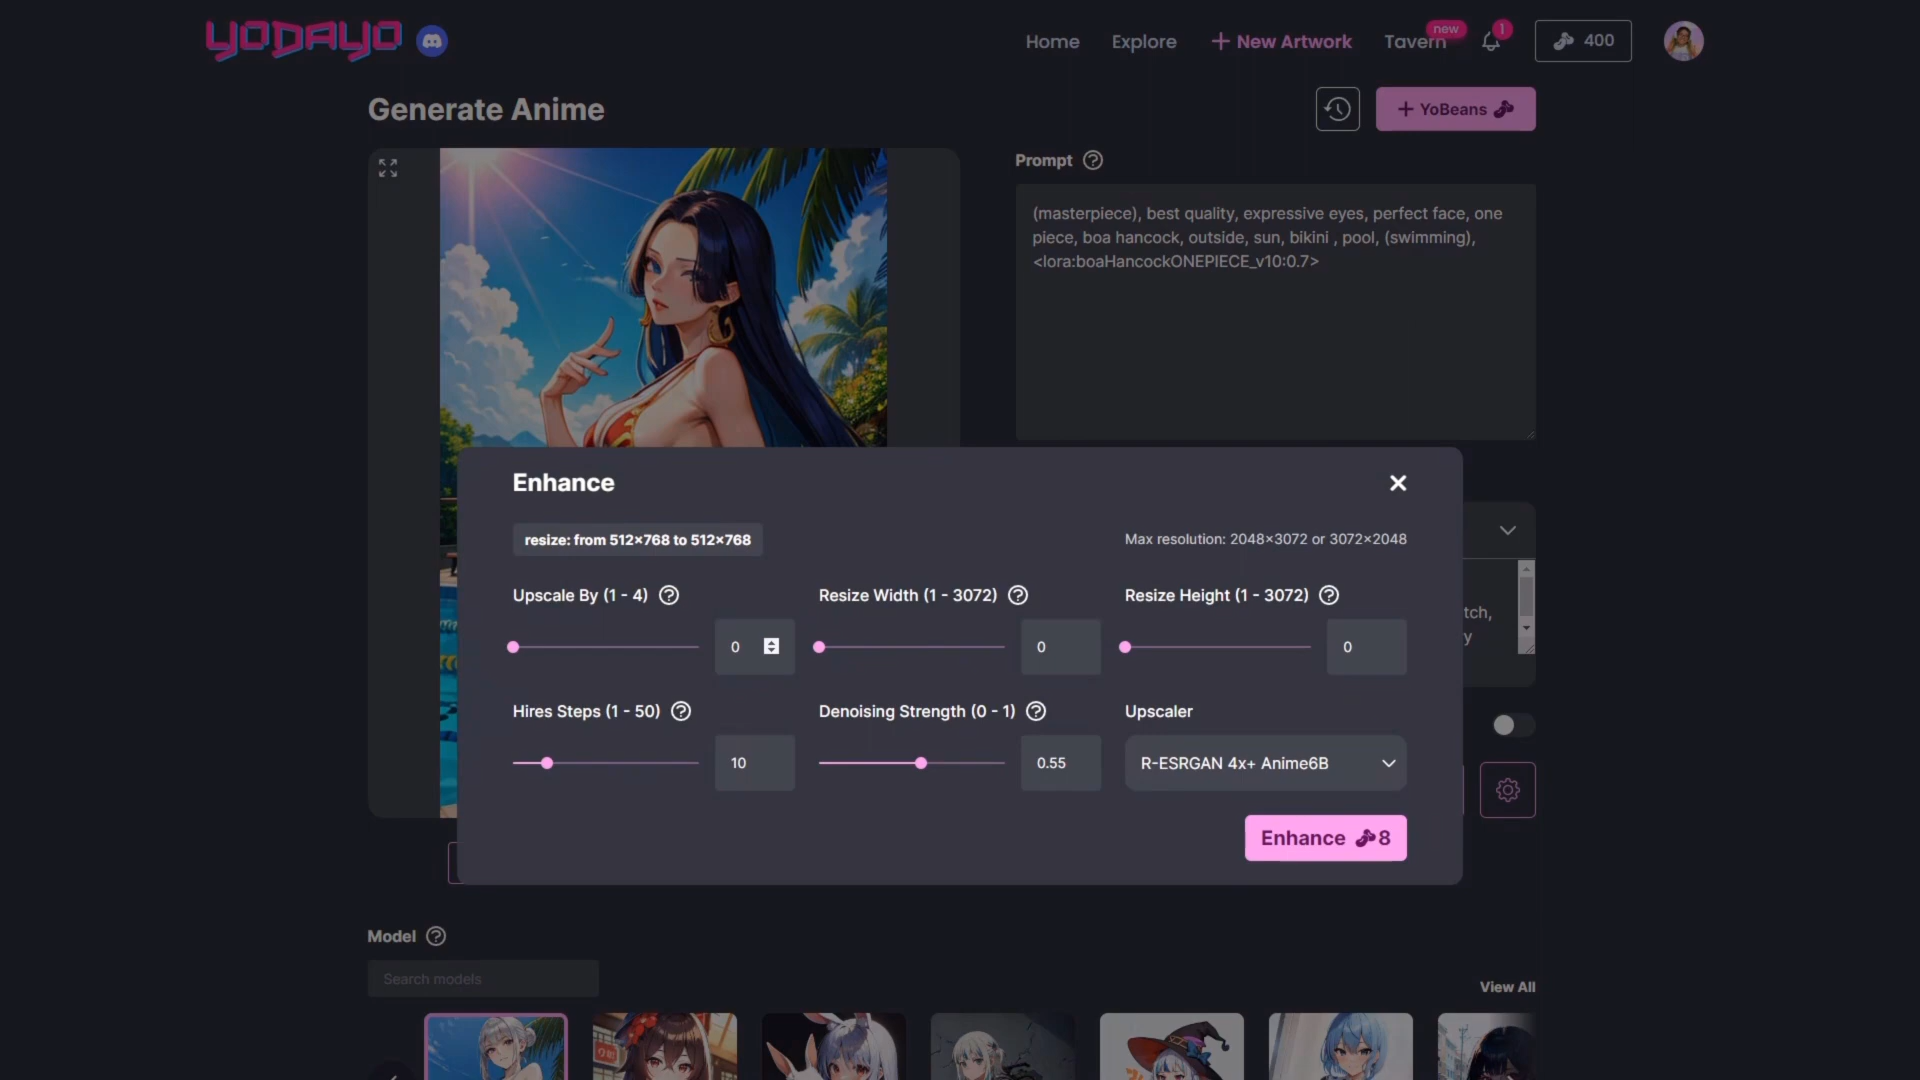 YODAYO
Home
Explore
+ New Artwork
Tavern
new
1
400
Generate Anime
+ YoBeans
Prompt
(masterpiece), best quality, expressive eyes, perfect face, one
piece, boa hancock, outside, sun, bikini , pool, (swimming),
<lora:boaHancockONEPIECE_v10:0.7>
Enhance
resize: from 512×768 to 512×768
Max resolution: 2048×3072 or 3072×2048
Upscale By (1 - 4)
Resize Width (1 - 3072)
Resize Height (1 - 3072)
tch,
0
0
0
y
Hires Steps (1 - 50)
Denoising Strength (0 - 1)
Upscaler
10
0.55
R-ESRGAN 4x+ Anime6B
Enhance 8
Model
Search models
View All